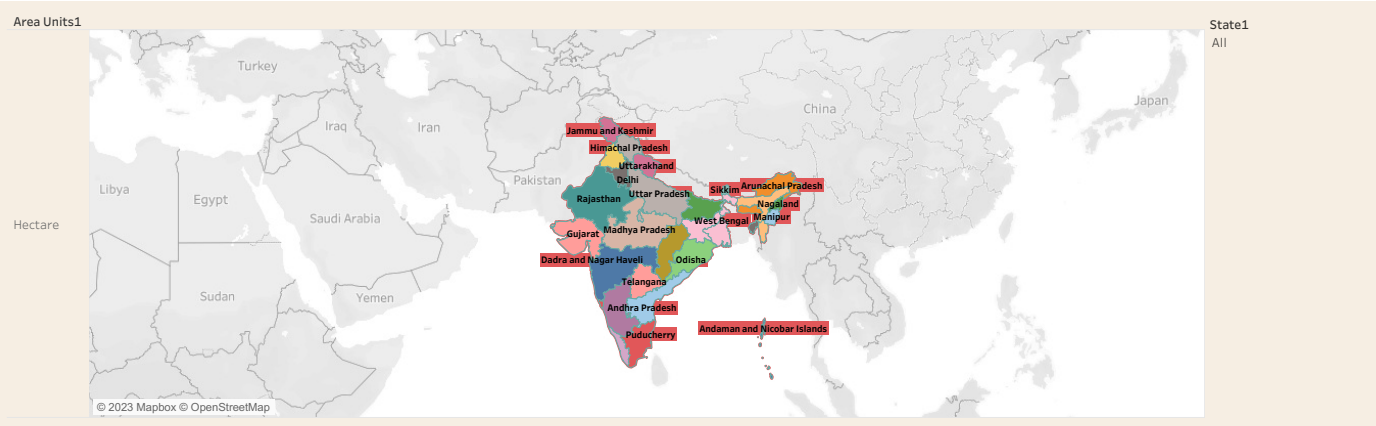 Area Units1
State1
All
Turkey
China
Japan
Iraq
Iran
Jammu and Kashmir
Himachal Pradesh
Uttarakhand
Pakistan
Delhi
Libya
Egypt
Uttar Pradesh
Sikkim
Arunachal Pradesh
Rajasthan
Nagaland
Saudi Arabia
West Bengal
Manipur
Hectare
Gujarat
Madhya Pradesh
Dadra and Nagar Haveli
Odisha
Telangana
Sudan
Yemen
Andhra Pradesh
Andaman and Nicobar Islands
Puducherry
© 2023 Mapbox © OpenStreetMap